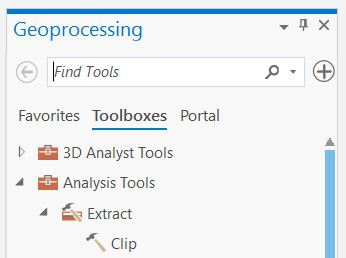 Geoprocessing
Find Tools
Favorites Toolboxes Portal
3D Analyst Tools
Analysis Tools
Extract
Clip